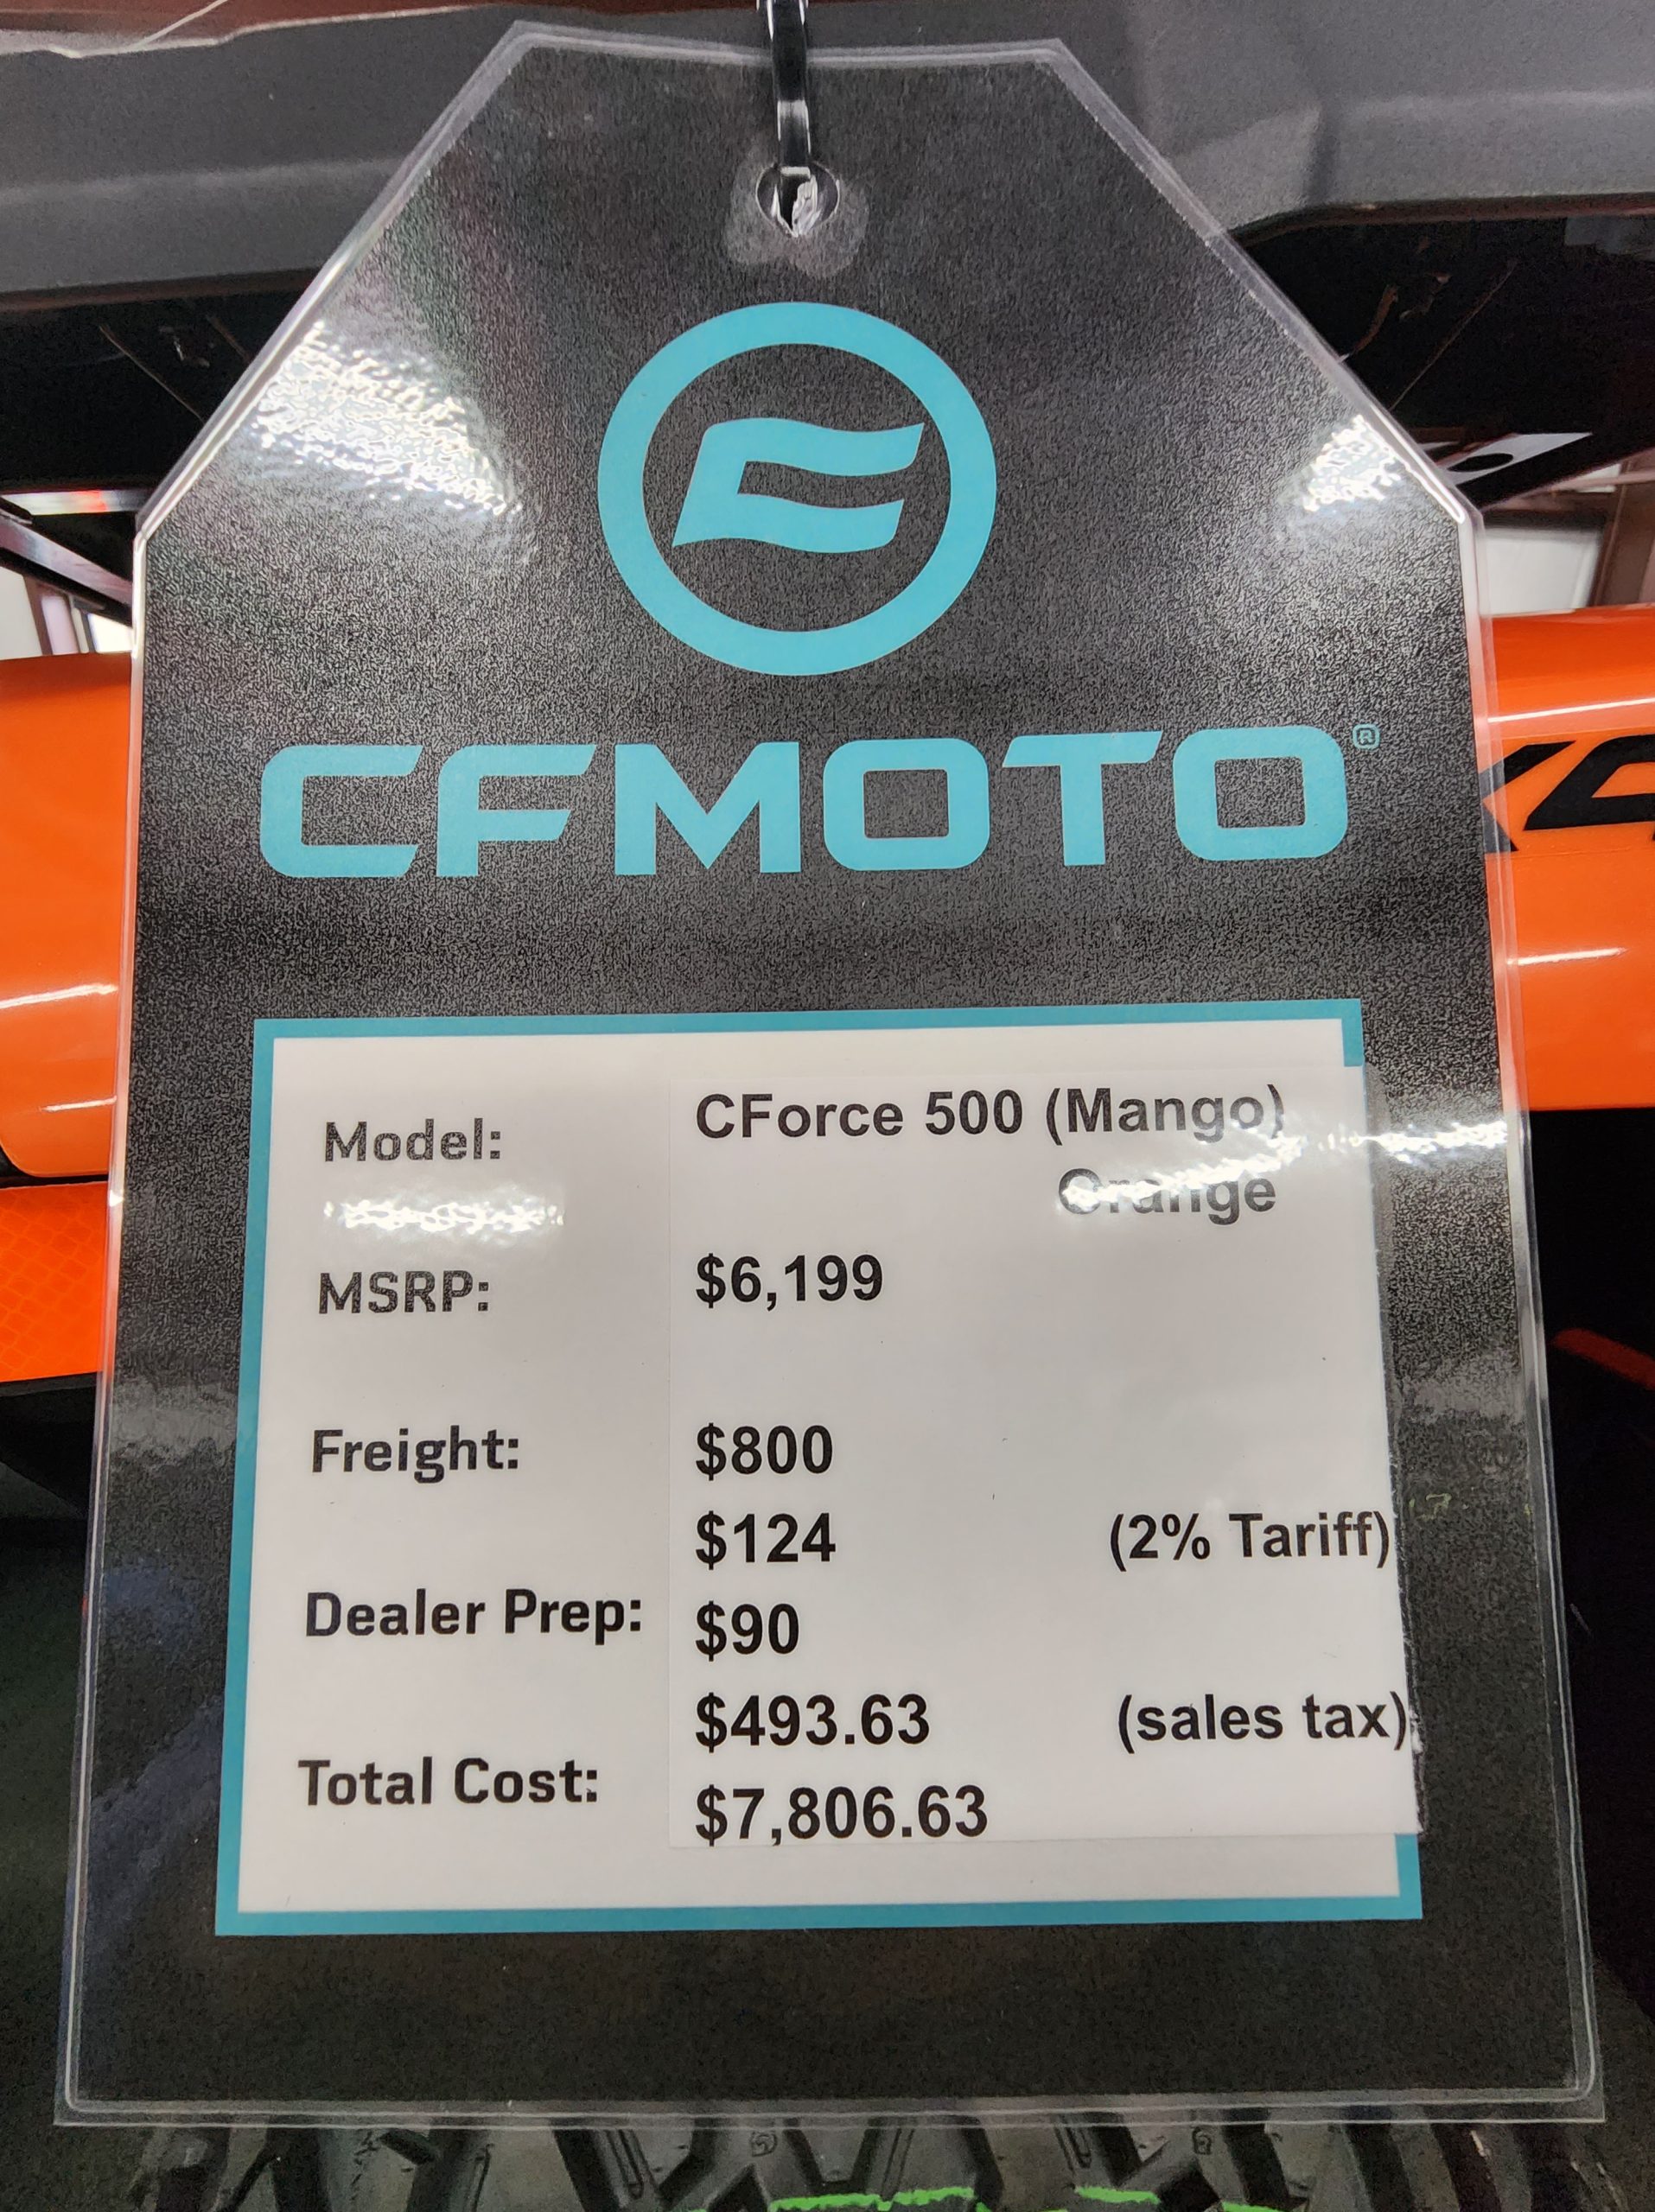 CFMOTO®
Model: CForce 500 (Mango)
Orange
MSRP: $6,199
Freight: $800
$124 (2% Tariff)
Dealer Prep: $90
$493.63 (sales tax)
Total Cost: $7,806.63